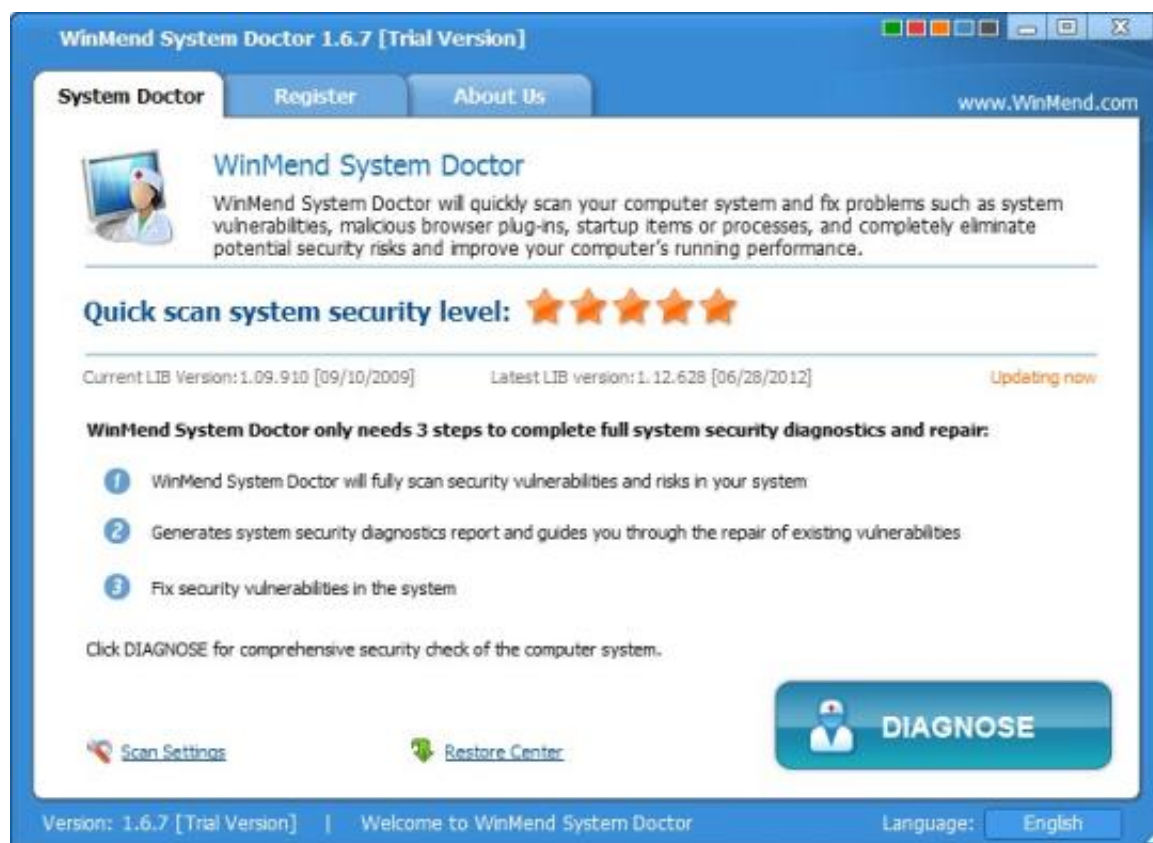 WinMend System Doctor 1.6.7 [Trial Version]
System Doctor
Register
About Us
www.WinMend.com
WinMend System Doctor
WinMend System Doctor will quickly scan your computer system and fix problems such as system
vulnerabilities, malicious browser plug-ins, startup items or processes, and completely eliminate
potential security risks and improve your computer's running performance.
Quick scan system security level:
Current LIB Version:1.09.910 [09/10/2009]
Latest LIB version:1.12.628 [06/28/2012]
Updating now
WinMend System Doctor only needs 3 steps to complete full system security diagnostics and repair:
1 WinMend System Doctor will fully scan security vulnerabilities and risks in your system
2 Generates system security diagnostics report and guides you through the repair of existing vulnerabilities
3 Fix security vulnerabilities in the system
Click DIAGNOSE for comprehensive security check of the computer system.
DIAGNOSE
Scan Settings
Restore Center
Version: 1.6.7 [Trial Version] | Welcome to WinMend System Doctor
Language: English